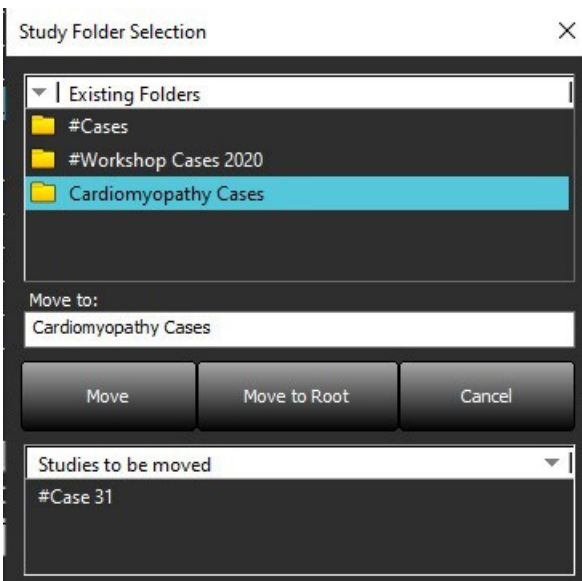 Study Folder Selection
Existing Folders
#Cases
#Workshop Cases 2020
Cardiomyopathy Cases
Move to:
Cardiomyopathy Cases
Move
Move to Root
Cancel
Studies to be moved
#Case 31